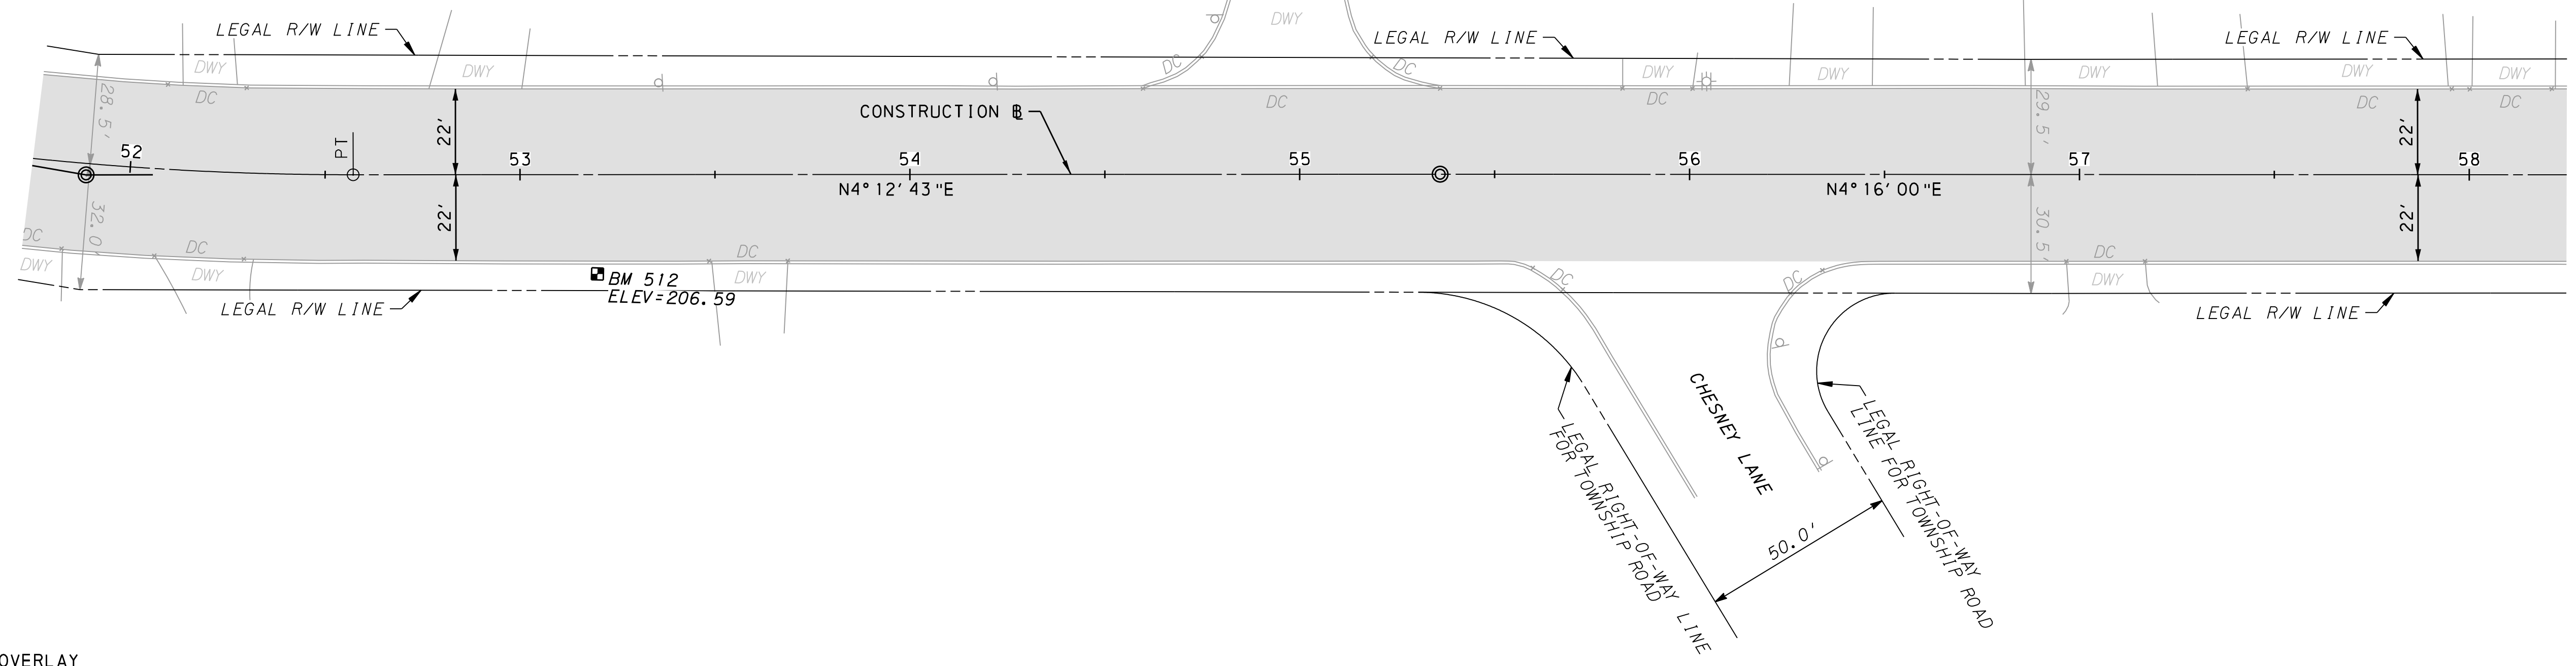 LEGAL R/W LINE
DWY
LEGAL R/W LINE
LEGAL R/W LINE
DWY
DWY
DC
DC
DWY
DWY
DWY
DWY
DWY
DC
DC
DC
DC
DC
28.5'
22'
CONSTRUCTION BL
29.5'
22'
52
PT
53
54
55
56
57
58
N4°12'43"E
N4°16'00"E
32.0'
22'
30.5'
22'
DC
DC
DC
DC
DC
DC
DWY
DWY
BM 512
ELEV=206.59
DWY
DWY
LEGAL R/W LINE
LEGAL R/W LINE
CHESNEY LANE
LEGAL RIGHT-OF-WAY LINE
FOR TOWNSHIP ROAD
LEGAL RIGHT-OF-WAY
LINE FOR TOWNSHIP ROAD
50.0'
OVERLAY